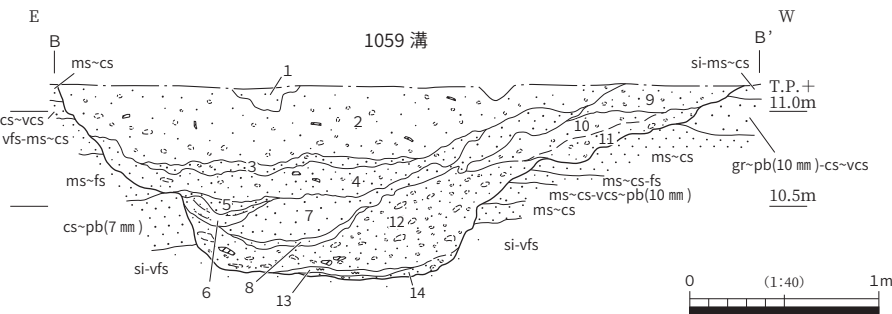 E
W
B
B'
1059 溝
ms~cs
si-ms~cs
1
T.P.+
11.0m
9
2
cs~vcs
10
vfs-ms~cs
11
3
ms~cs
gr~pb(10 ㎜)-cs~vcs
4
ms~fs
ms~cs-fs
ms~cs-vcs~pb(10 ㎜)
10.5m
5
ms~cs
7
12
cs~pb(7 ㎜)
si-vfs
si-vfs
6
8
13
14
0
(1:40)
1m